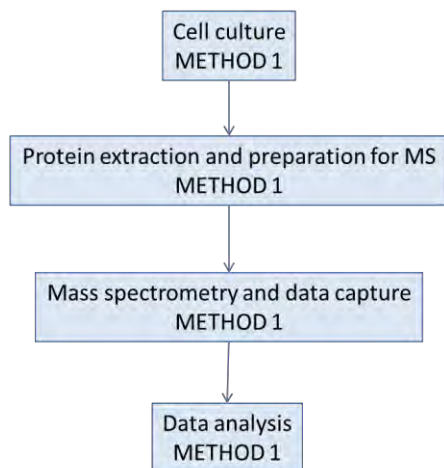 Cell culture
METHOD 1
Protein extraction and preparation for MS
METHOD 1
Mass spectrometry and data capture
METHOD 1
Data analysis
METHOD 1